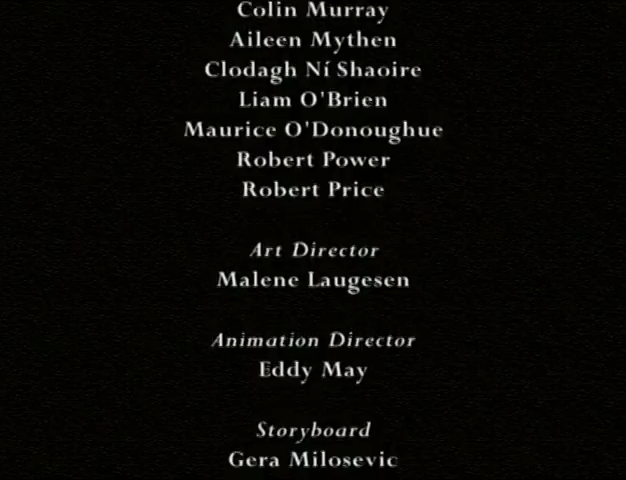 Colin Murray
Aileen Mythen
Clodagh Ní Shaoire
Liam O'Brien
Maurice O'Donoughue
Robert Power
Robert Price
Art Director
Malene Laugesen
Animation Director
Eddy May
Storyboard
Gera Milosevic